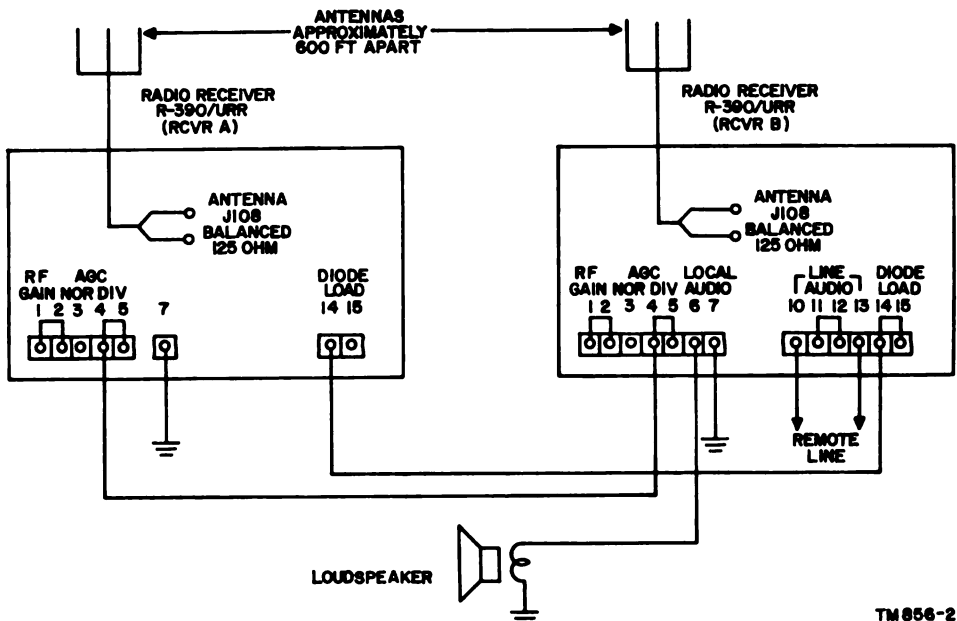 ANTENNAS
APPROXIMATELY
600 FT APART
RADIO RECEIVER
R-390/URR
(RCVR A)
RADIO RECEIVER
R-390/URR
(RCVR B)
ANTENNA
J108
BALANCED
125 OHM
RF AGC
GAIN NOR DIV
1 2 3 4 5 7
DIODE
LOAD
14 15
ANTENNA
J108
BALANCED
125 OHM
RF AGC LOCAL
GAIN NOR DIV AUDIO
1 2 3 4 5 6 7
LINE DIODE
AUDIO LOAD
10 11 12 13 14 15
REMOTE
LINE
LOUDSPEAKER
TM 856-2